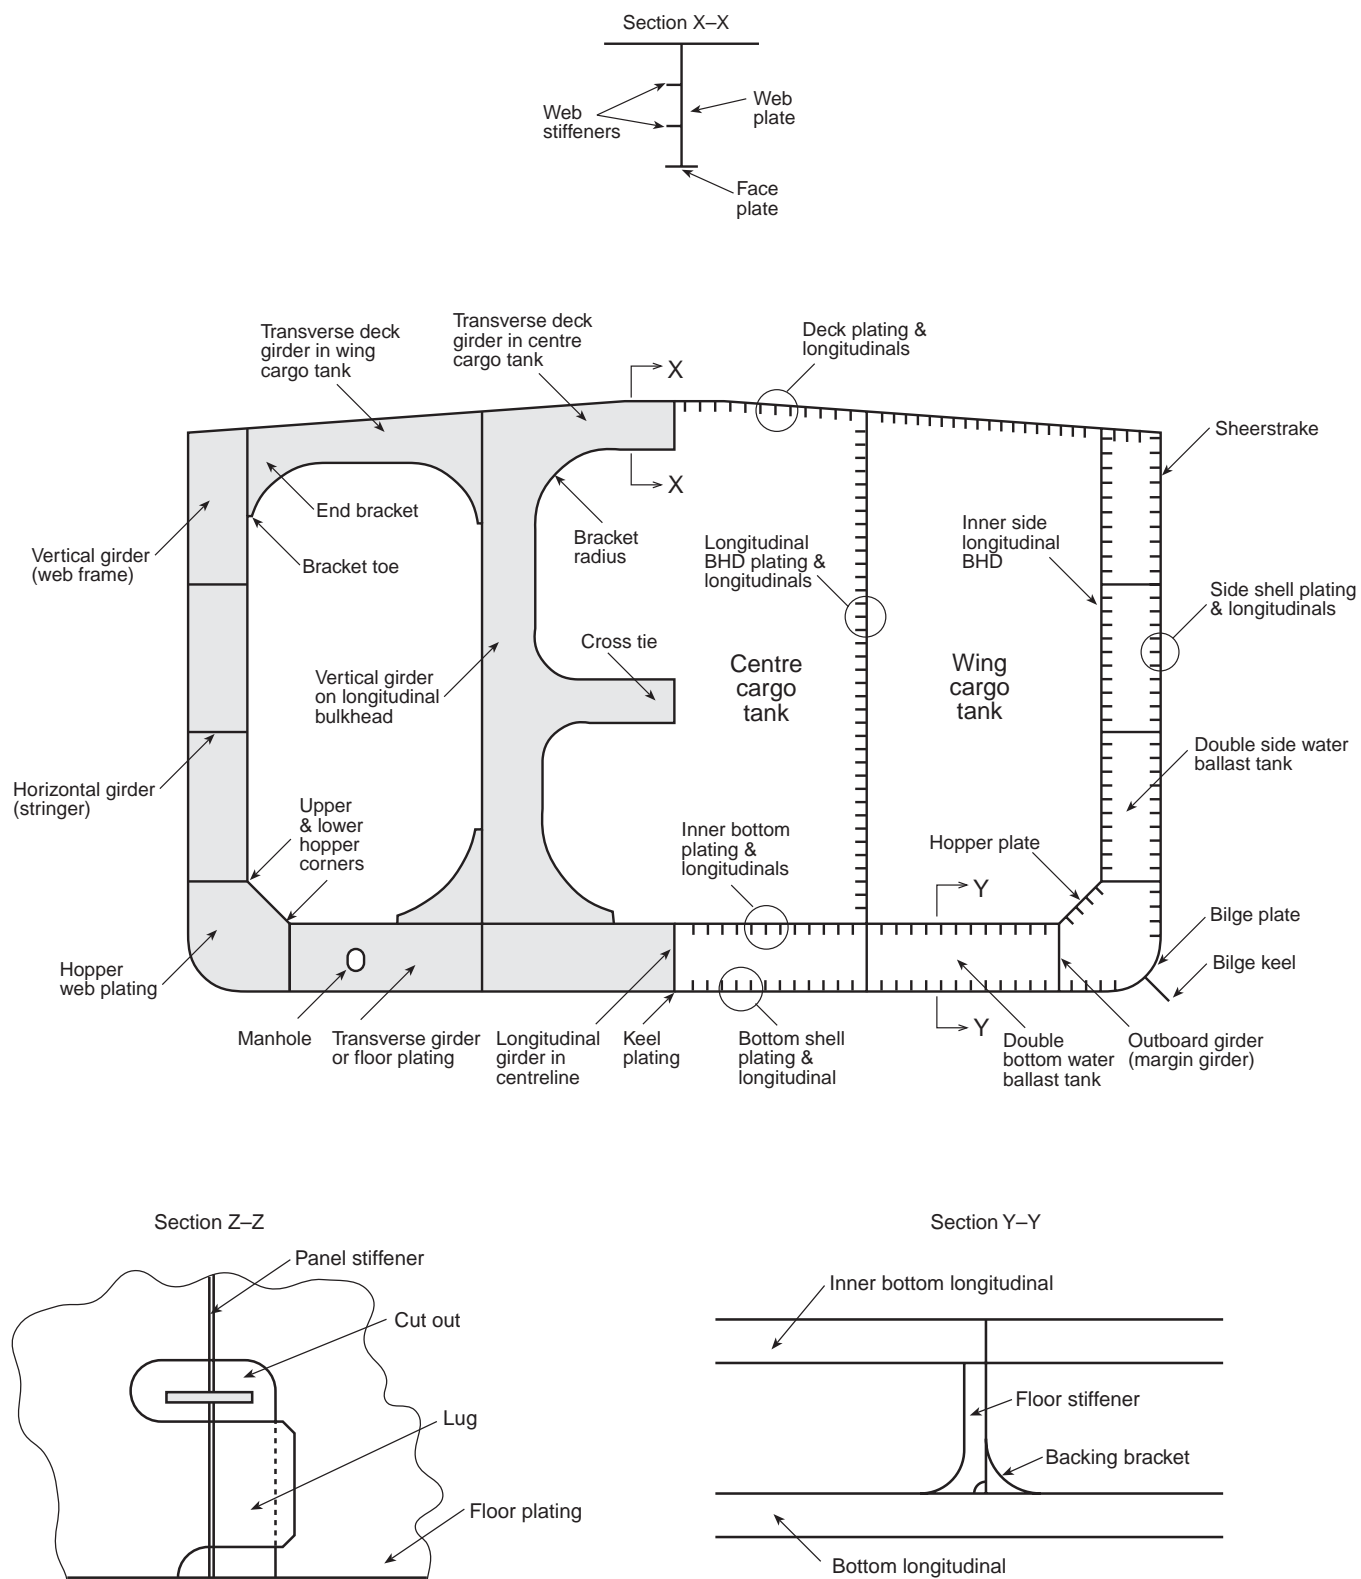 Section X–X
Web
stiffeners
Web
plate
Face
plate
Transverse deck
girder in wing
cargo tank
Transverse deck
girder in centre
cargo tank
Deck plating &
longitudinals
X
X
Sheerstrake
End bracket
Bracket toe
Vertical girder
(web frame)
Bracket
radius
Longitudinal
BHD plating &
longitudinals
Inner side
longitudinal
BHD
Side shell plating
& longitudinals
Cross tie
Centre
cargo
tank
Wing
cargo
tank
Vertical girder
on longitudinal
bulkhead
Double side water
ballast tank
Horizontal girder
(stringer)
Upper
& lower
hopper
corners
Inner bottom
plating &
longitudinals
Hopper plate
Y
Bilge plate
Bilge keel
Hopper
web plating
Manhole
Transverse girder
or floor plating
Longitudinal
girder in
centreline
Keel
plating
Bottom shell
plating &
longitudinal
Y
Double
bottom water
ballast tank
Outboard girder
(margin girder)
Section Z–Z
Panel stiffener
Cut out
Lug
Floor plating
Section Y–Y
Inner bottom longitudinal
Floor stiffener
Backing bracket
Bottom longitudinal